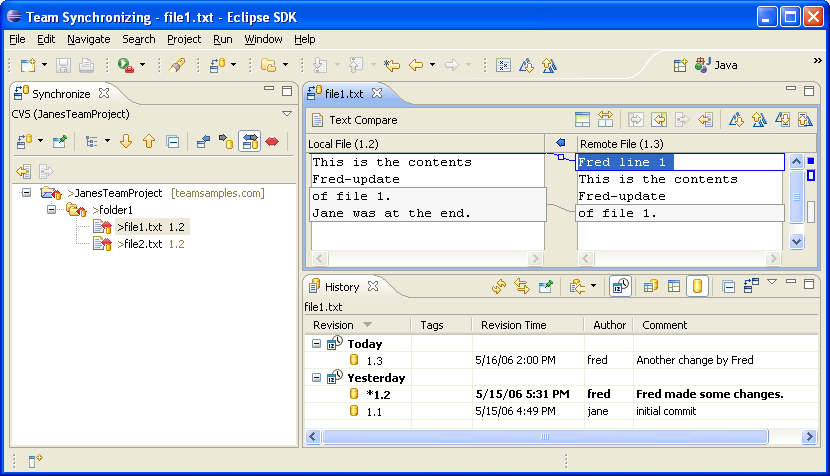 Team Synchronizing - file1.txt - Eclipse SDK
File Edit Navigate Search Project Run Window Help
Java
Synchronize
CVS (JanesTeamProject)
>JanesTeamProject [teamsamples.com]
>folder1
>file1.txt 1.2
>file2.txt 1.2
file1.txt
Text Compare
Local File (1.2)
This is the contents
Fred-update
of file 1.
Jane was at the end.
Remote File (1.3)
Fred line 1
This is the contents
Fred-update
of file 1.
History
file1.txt
Revision Tags Revision Time Author Comment
Today
1.3 5/16/06 2:00 PM fred Another change by Fred
Yesterday
*1.2 5/15/06 5:31 PM fred Fred made some changes.
1.1 5/15/06 4:49 PM jane initial commit